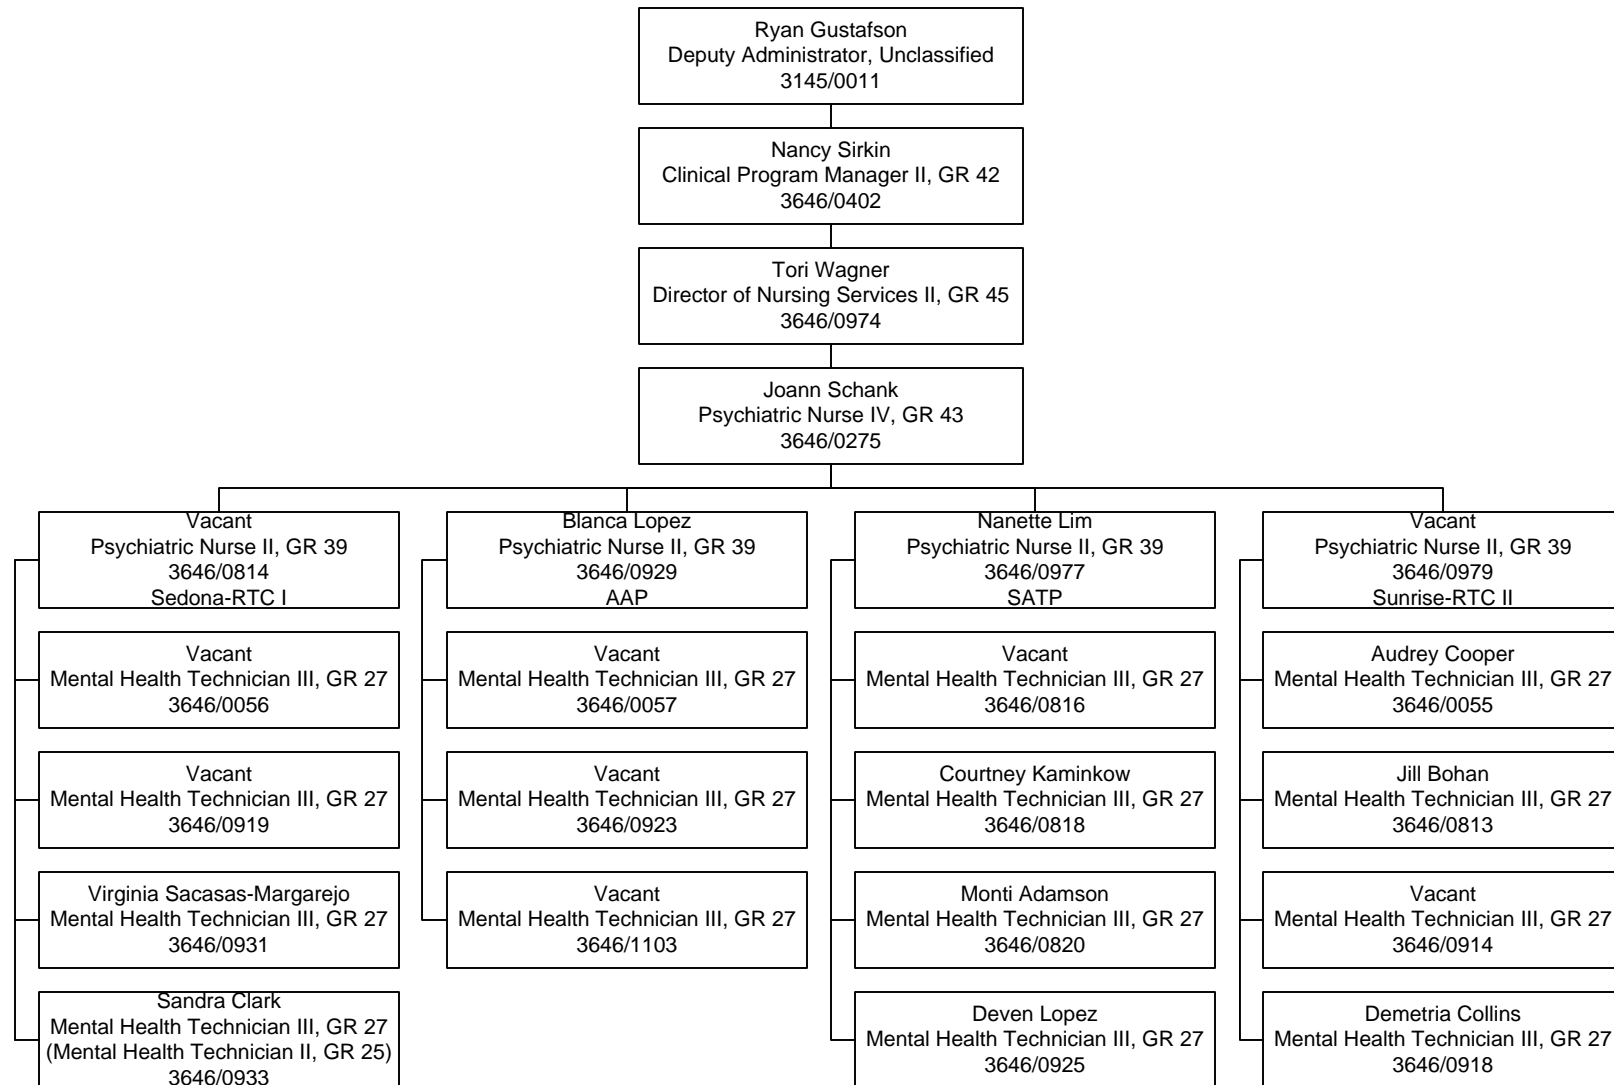 Ryan Gustafson
Deputy Administrator, Unclassified
3145/0011
Nancy Sirkin
Clinical Program Manager II, GR 42
3646/0402
Tori Wagner
Director of Nursing Services II, GR 45
3646/0974
Joann Schank
Psychiatric Nurse IV, GR 43
3646/0275
Vacant
Psychiatric Nurse II, GR 39
3646/0814
Sedona-RTC I
Vacant
Mental Health Technician III, GR 27
3646/0056
Vacant
Mental Health Technician III, GR 27
3646/0919
Virginia Sacasas-Margarejo
Mental Health Technician III, GR 27
3646/0931
Sandra Clark
Mental Health Technician III, GR 27
(Mental Health Technician II, GR 25)
3646/0933
Blanca Lopez
Psychiatric Nurse II, GR 39
3646/0929
AAP
Vacant
Mental Health Technician III, GR 27
3646/0057
Vacant
Mental Health Technician III, GR 27
3646/0923
Vacant
Mental Health Technician III, GR 27
3646/1103
Nanette Lim
Psychiatric Nurse II, GR 39
3646/0977
SATP
Vacant
Mental Health Technician III, GR 27
3646/0816
Courtney Kaminkow
Mental Health Technician III, GR 27
3646/0818
Monti Adamson
Mental Health Technician III, GR 27
3646/0820
Deven Lopez
Mental Health Technician III, GR 27
3646/0925
Vacant
Psychiatric Nurse II, GR 39
3646/0979
Sunrise-RTC II
Audrey Cooper
Mental Health Technician III, GR 27
3646/0055
Jill Bohan
Mental Health Technician III, GR 27
3646/0813
Vacant
Mental Health Technician III, GR 27
3646/0914
Demetria Collins
Mental Health Technician III, GR 27
3646/0918